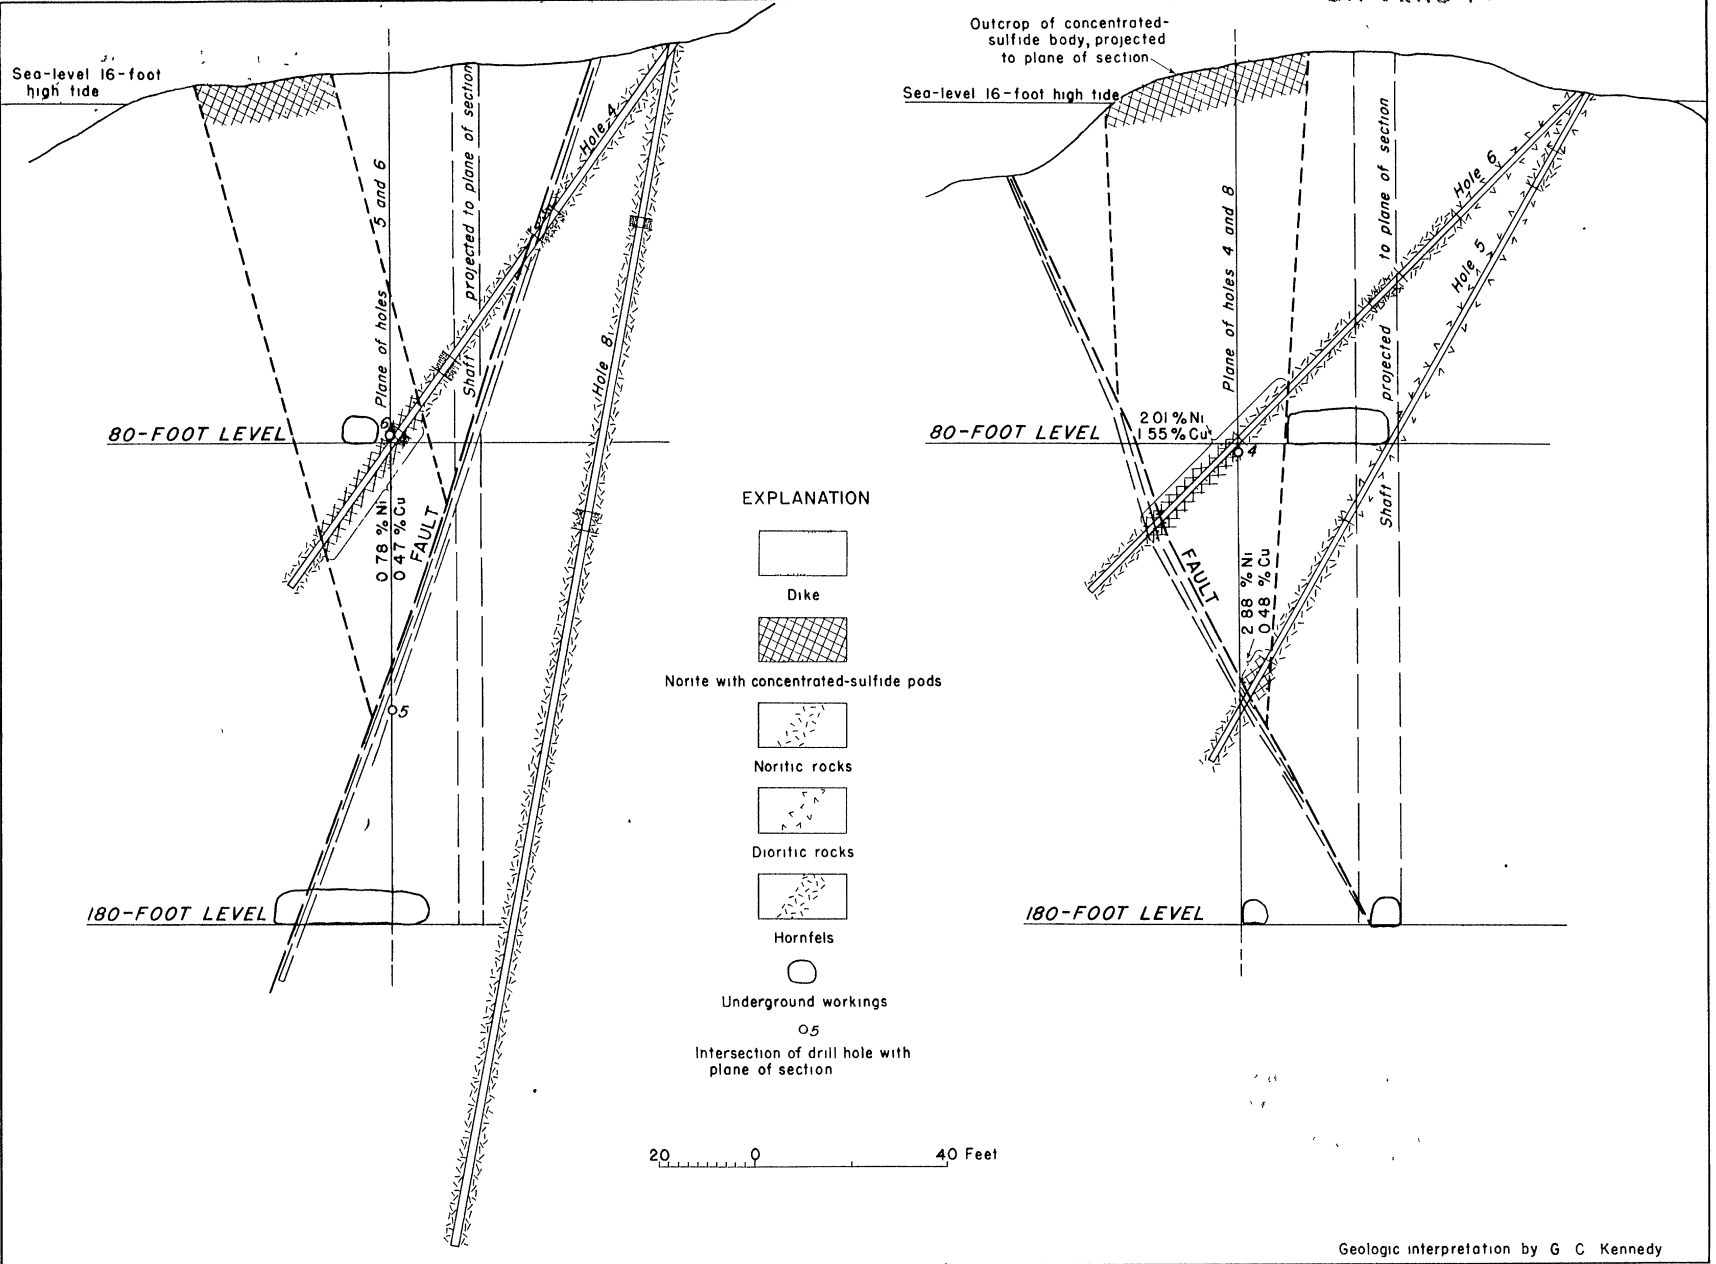 Sea-level 16-foot
high tide
Plane of holes 5 and 6
Shaft projected to plane of section
Hole 4
Hole 8
6
80-FOOT LEVEL
0 78 % Ni
0 47 % Cu
FAULT
5
180-FOOT LEVEL
Outcrop of concentrated-
sulfide body, projected
to plane of section
Sea-level 16-foot high tide
Plane of holes 4 and 8
Shaft projected to plane of section
Hole 6
Hole 5
2 01 % Ni
1 55 % Cu
80-FOOT LEVEL
4
FAULT
2 88 % Ni
0 48 % Cu
180-FOOT LEVEL
EXPLANATION
Dike
Norite with concentrated-sulfide pods
Noritic rocks
Dioritic rocks
Hornfels
Underground workings
5
Intersection of drill hole with
plane of section
20 0 40 Feet
Geologic interpretation by G C Kennedy